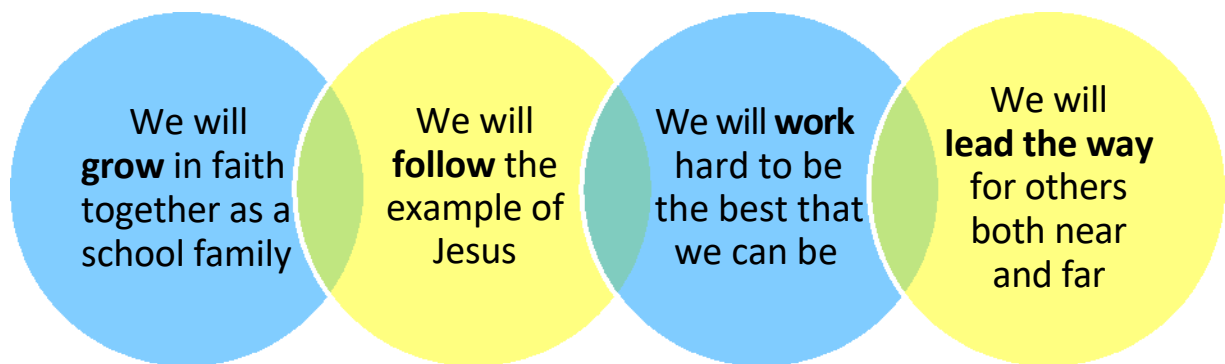 We will
grow in faith
together as a
school family
We will
follow the
example of
Jesus
We will work
hard to be
the best that
we can be
We will
lead the way
for others
both near
and far